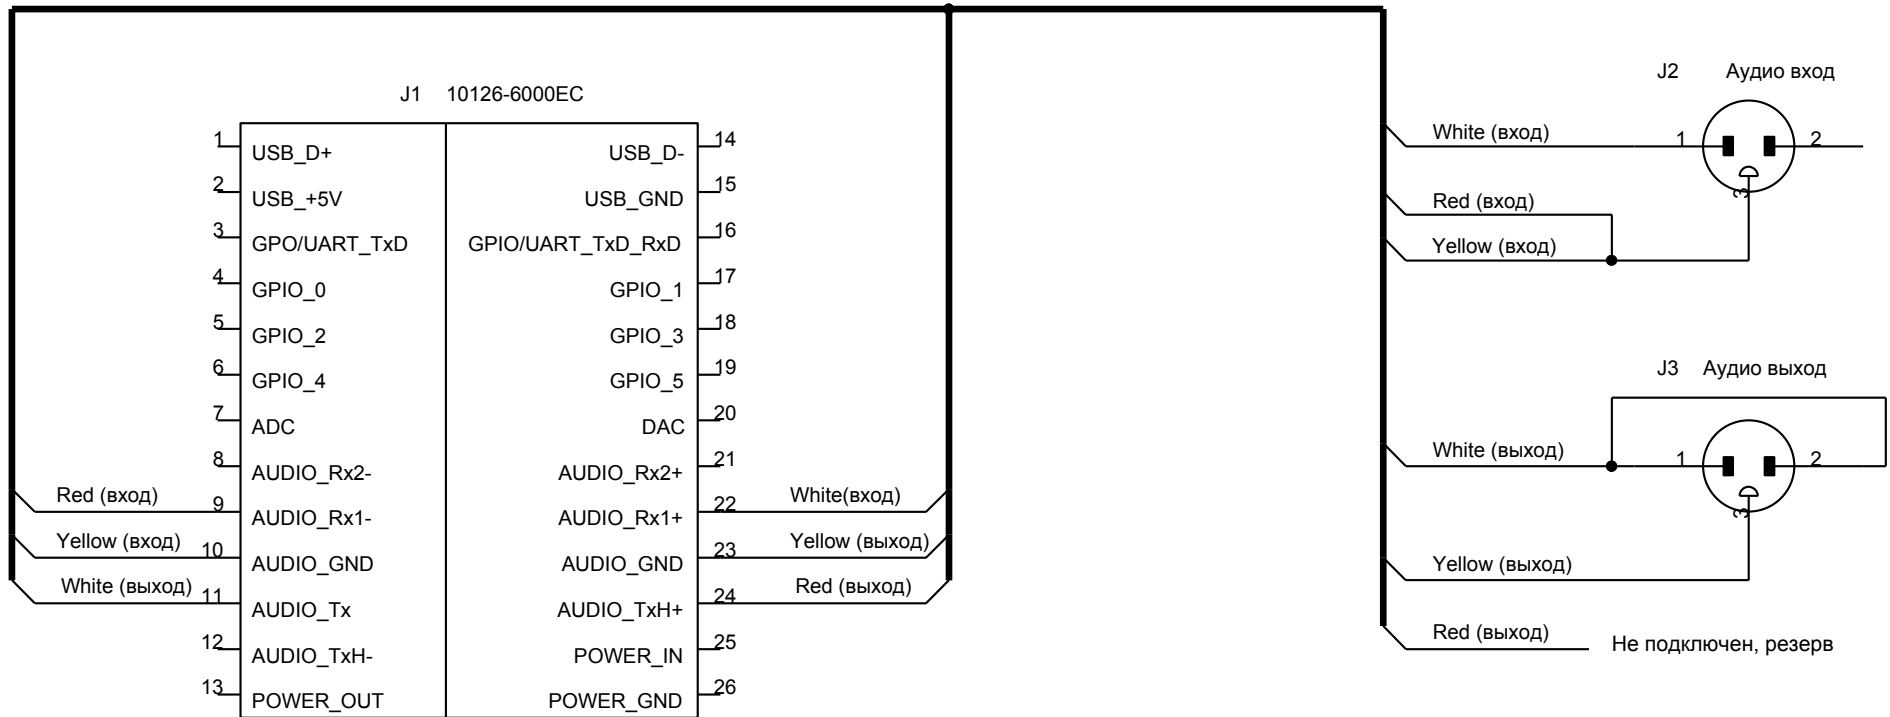 J1 10126-6000EC
1 USB_D+ USB_D- 14
2 USB_+5V USB_GND 15
3 GPO/UART_TxD GPIO/UART_TxD_RxD 16
4 GPIO_0 GPIO_1 17
5 GPIO_2 GPIO_3 18
6 GPIO_4 GPIO_5 19
7 ADC DAC 20
8 AUDIO_Rx2- AUDIO_Rx2+ 21
Red (вход) 9 AUDIO_Rx1- AUDIO_Rx1+ 22 White(вход)
Yellow (вход) 10 AUDIO_GND AUDIO_GND 23 Yellow (выход)
White (выход) 11 AUDIO_Tx AUDIO_TxH+ 24 Red (выход)
12 AUDIO_TxH- POWER_IN 25
13 POWER_OUT POWER_GND 26
J2 Аудио вход
White (вход) 1 2
Red (вход) 3
Yellow (вход)
J3 Аудио выход
White (выход) 1 2
3
Yellow (выход)
Red (выход) Не подключен, резерв